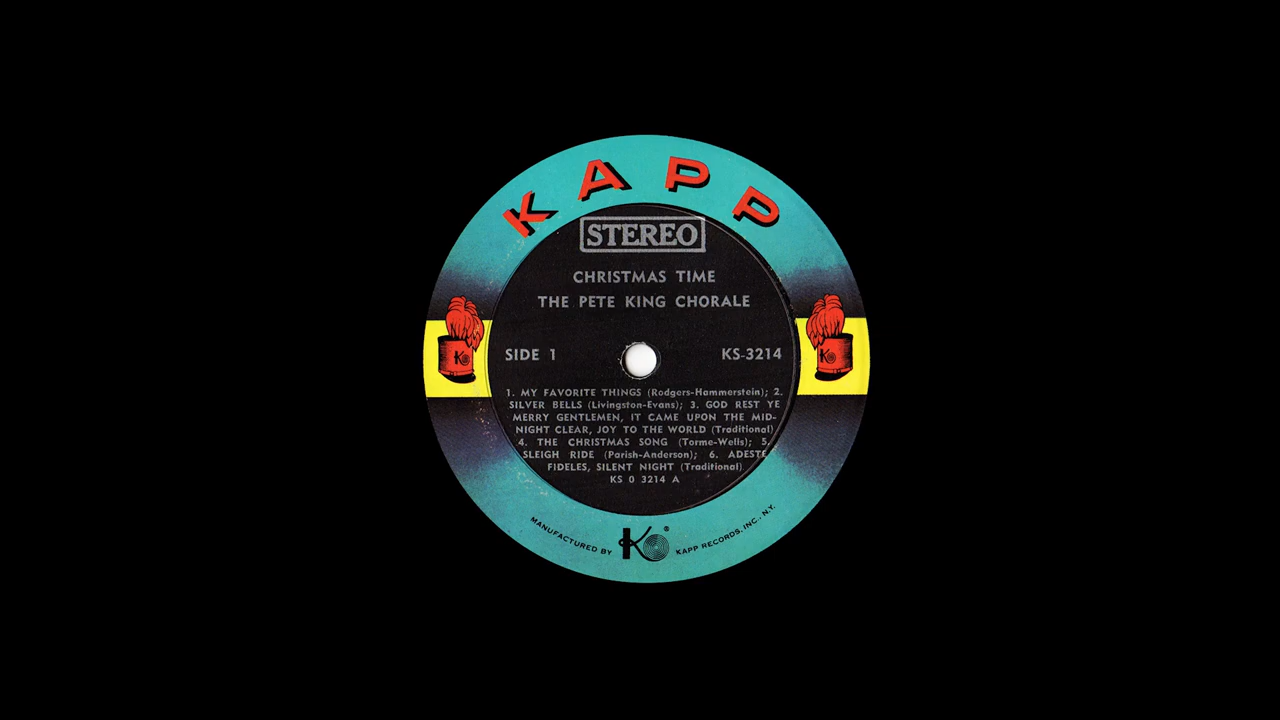 KAPP
STEREO
CHRISTMAS TIME
THE PETE KING CHORALE
SIDE 1 KS-3214
1. MY FAVORITE THINGS (Rodgers-Hammerstein); 2.
SILVER BELLS (Livingston-Evans); 3. GOD REST YE
MERRY GENTLEMEN, IT CAME UPON THE MID-
NIGHT CLEAR, JOY TO THE WORLD (Traditional)
4. THE CHRISTMAS SONG (Torme-Wells); 5.
SLEIGH RIDE (Parish-Anderson); 6. ADESTE
FIDELES, SILENT NIGHT (Traditional)
KS 0 3214 A
MANUFACTURED BY K ® KAPP RECORDS, INC., N.Y.